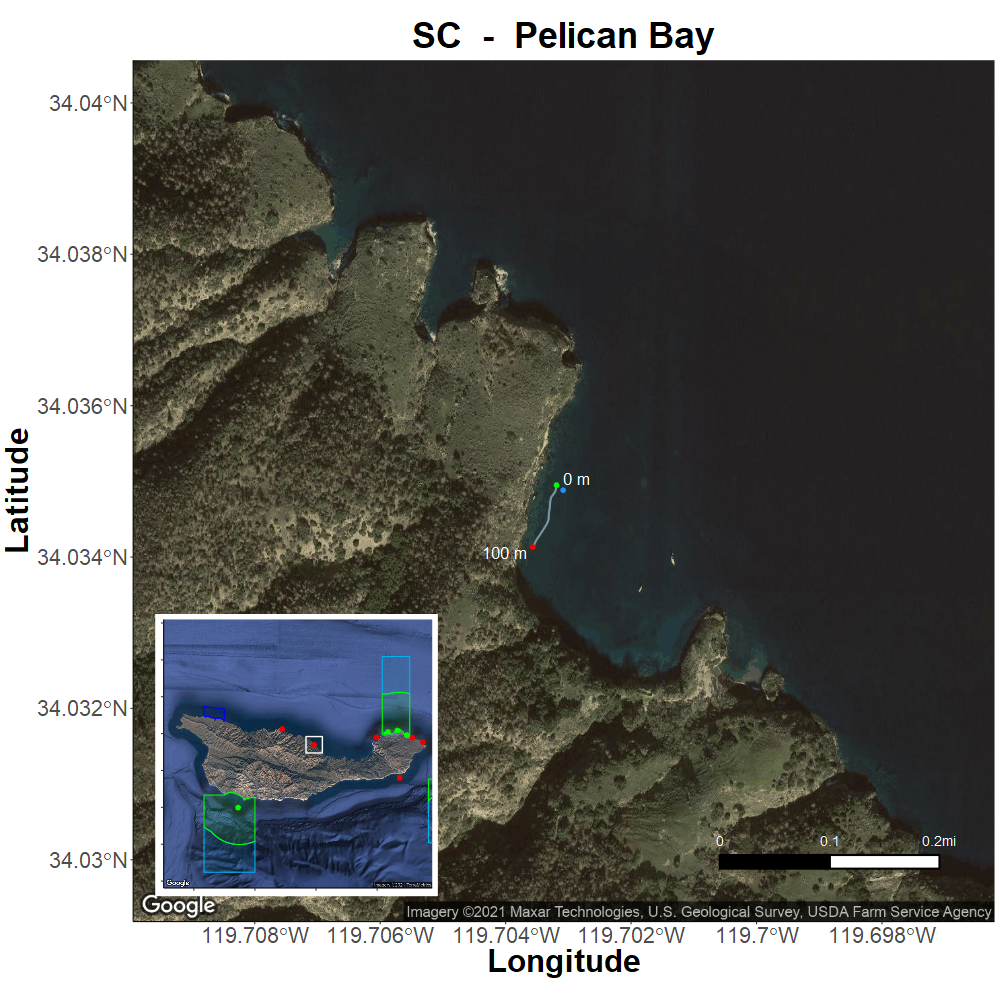 SC - Pelican Bay
34.04°N
34.038°N
34.036°N
34.034°N
34.032°N
34.03°N
Latitude
0 m
100 m
0 0.1 0.2mi
Google
Google
Imagery ©2021 Maxar Technologies, U.S. Geological Survey, USDA Farm Service Agency
119.708°W 119.706°W 119.704°W 119.702°W 119.7°W 119.698°W
Longitude